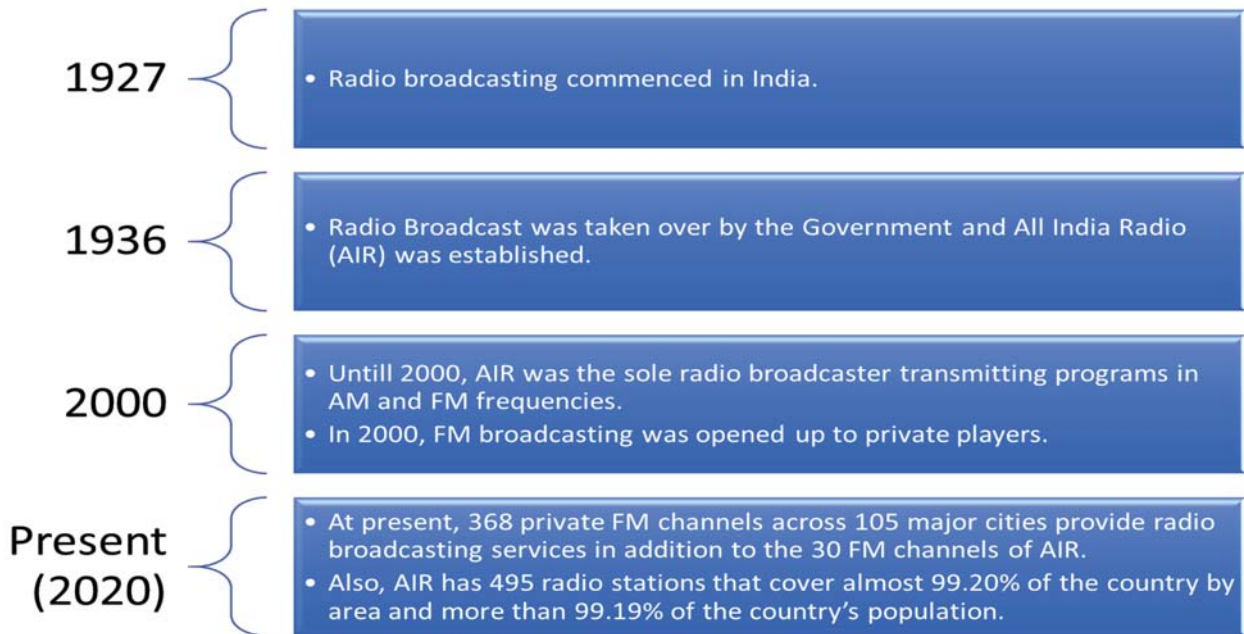 1927
• Radio broadcasting commenced in India.
1936
• Radio Broadcast was taken over by the Government and All India Radio
(AIR) was established.
2000
• Untill 2000, AIR was the sole radio broadcaster transmitting programs in
AM and FM frequencies.
• In 2000, FM broadcasting was opened up to private players.
Present
(2020)
• At present, 368 private FM channels across 105 major cities provide radio
broadcasting services in addition to the 30 FM channels of AIR.
• Also, AIR has 495 radio stations that cover almost 99.20% of the country by
area and more than 99.19% of the country’s population.